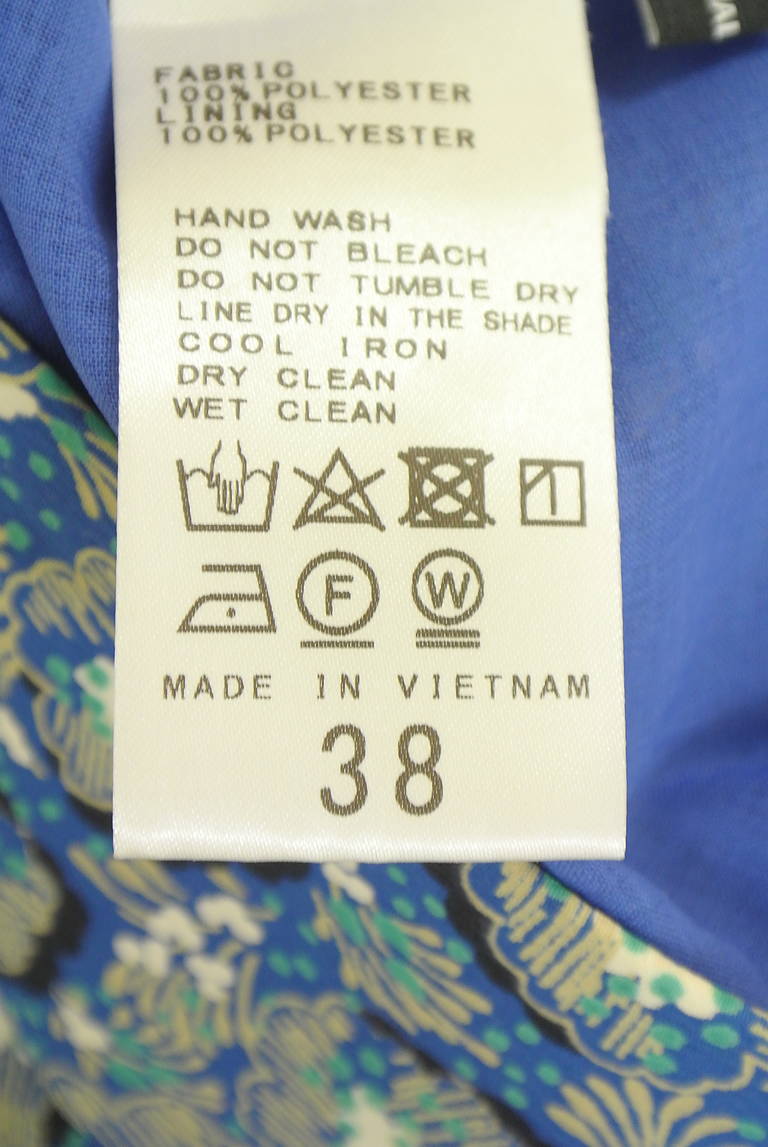 FABRIC
100% POLYESTER
LINING
100% POLYESTER
HAND WASH
DO NOT BLEACH
DO NOT TUMBLE DRY
LINE DRY IN THE SHADE
COOL IRON
DRY CLEAN
WET CLEAN
F W
MADE IN VIETNAM
38